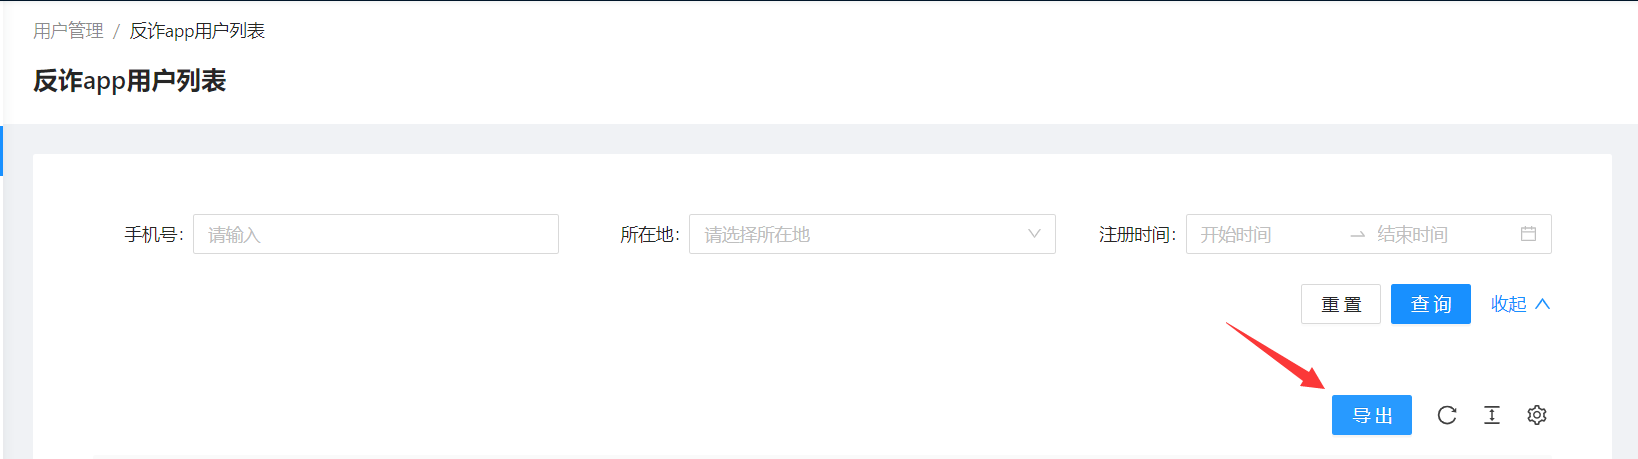 用户管理 / 反诈app用户列表
反诈app用户列表
手机号: 请输入 所在地: 请选择所在地 注册时间: 开始时间 → 结束时间
重置 查询 收起
导出